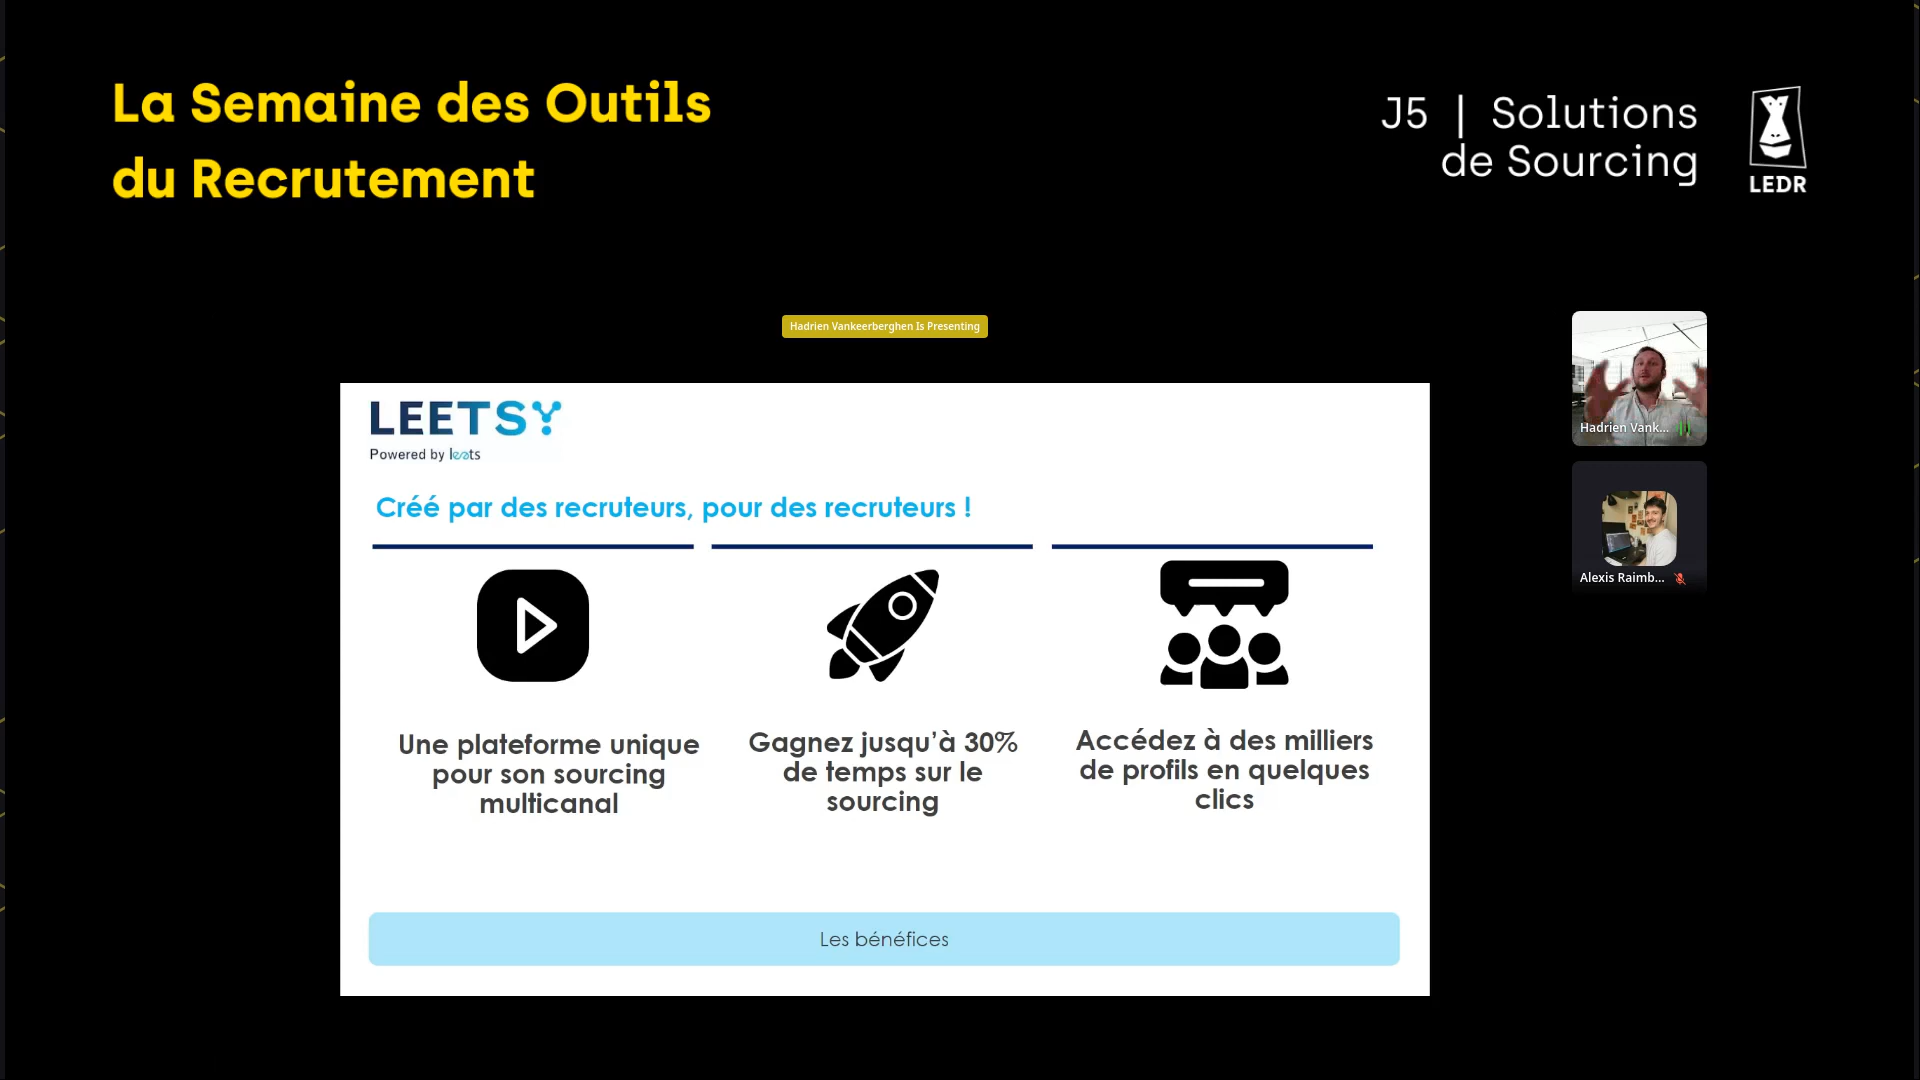 La Semaine des Outils
du Recrutement
J5 | Solutions
de Sourcing
LEDR
Hadrien Vankeerberghen Is Presenting
LEETSY
Powered by leets
Créé par des recruteurs, pour des recruteurs !
Une plateforme unique
pour son sourcing
multicanal
Gagnez jusqu’à 30%
de temps sur le
sourcing
Accédez à des milliers
de profils en quelques
clics
Les bénéfices
Hadrien Vank...
Alexis Raimb...